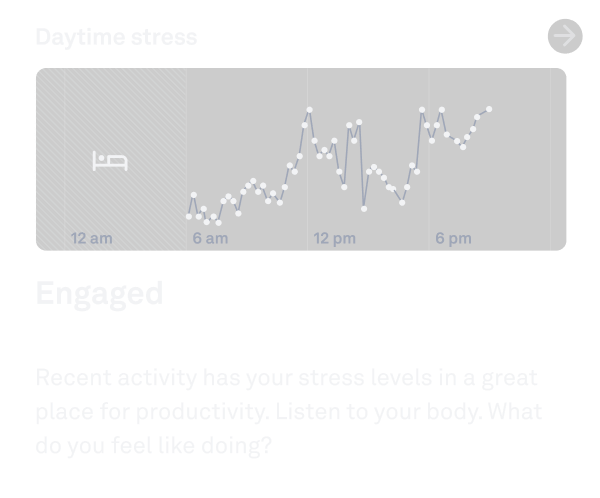 Daytime stress
12 am
6 am
12 pm
6 pm
Engaged
Recent activity has your stress levels in a great
place for productivity. Listen to your body. What
do you feel like doing?